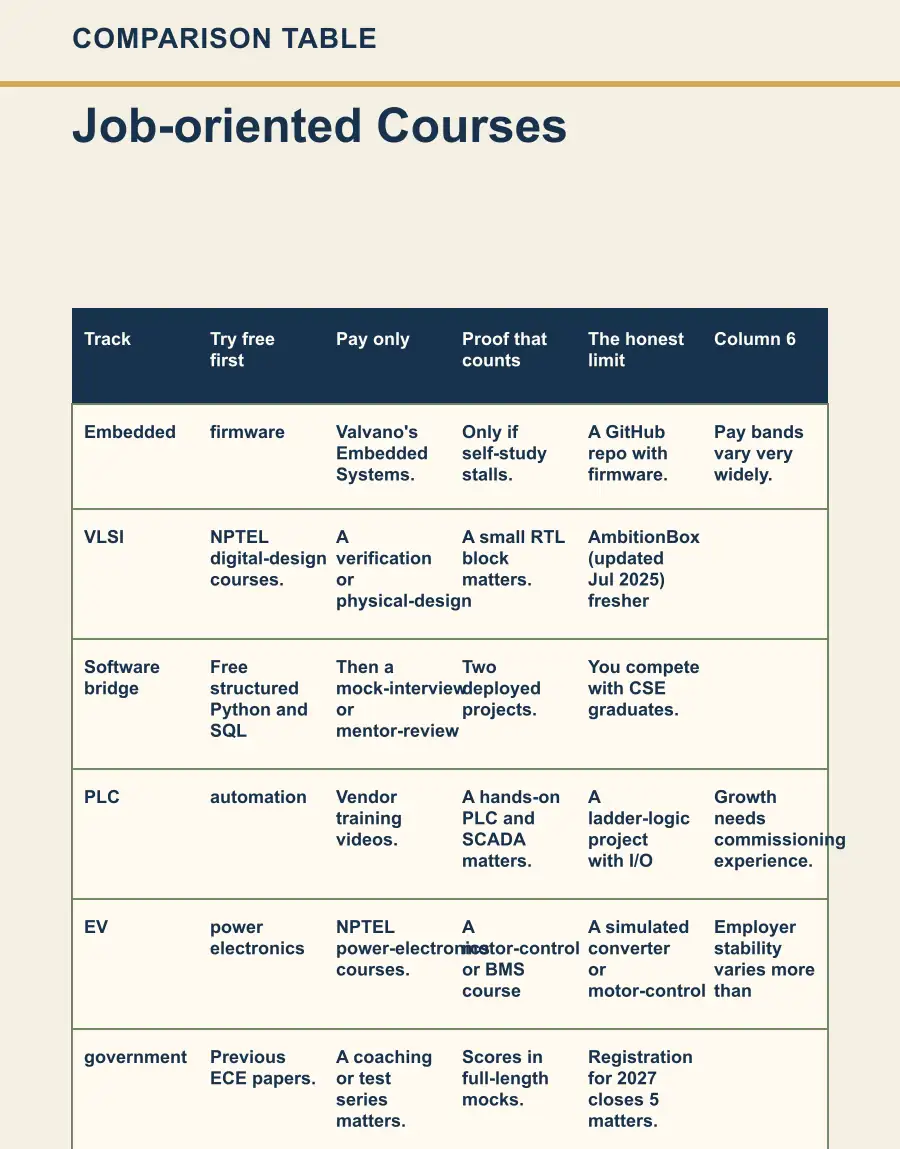 COMPARISON TABLE
Job-oriented Courses
Track
Try free
first
Pay only
Proof that
counts
The honest
limit
Column 6
Embedded
firmware
Valvano's
Embedded
Systems.
Only if
self-study
stalls.
A GitHub
repo with
firmware.
Pay bands
vary very
widely.
VLSI
NPTEL
digital-design
courses.
A
verification
or
physical-design
A small RTL
block
matters.
AmbitionBox
(updated
Jul 2025)
fresher
Software
bridge
Free
structured
Python and
SQL
Then a
mock-interview
or
mentor-review
Two
deployed
projects.
You compete
with CSE
graduates.
PLC
automation
Vendor
training
videos.
A hands-on
PLC and
SCADA
matters.
A
ladder-logic
project
with I/O
Growth
needs
commissioning
experience.
EV
power
electronics
NPTEL
power-electronics
courses.
A
motor-control
or BMS
course
A simulated
converter
or
motor-control
Employer
stability
varies more
than
government
Previous
ECE papers.
A coaching
or test
series
matters.
Scores in
full-length
mocks.
Registration
for 2027
closes 5
matters.